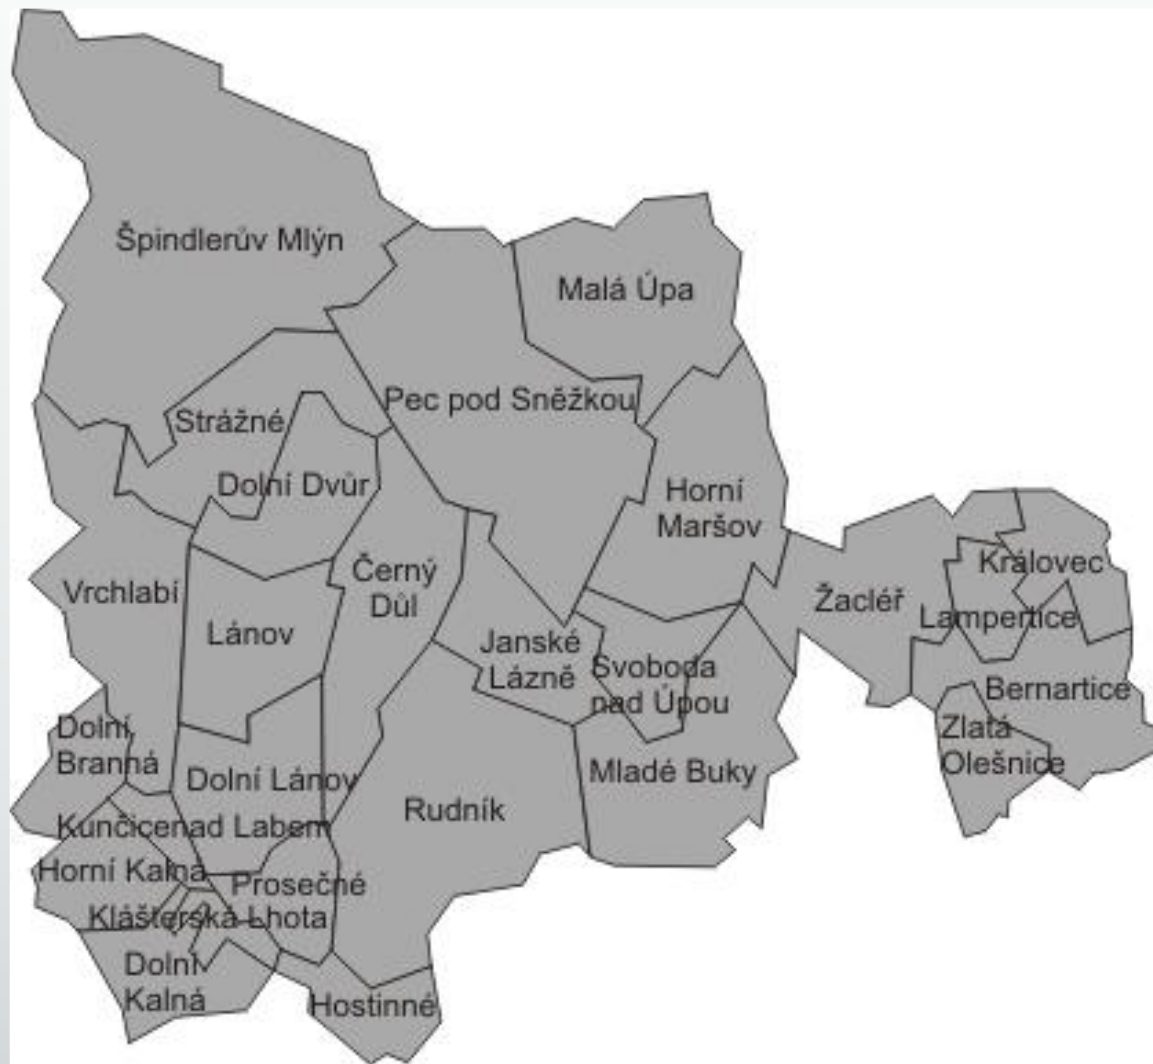 Špindlerův Mlýn
Malá Úpa
Pec pod Sněžkou
Strážné
Dolní Dvůr
Horní
Maršov
Vrchlabí
Černý
Důl
Královec
Žacléř
Lampertice
Lánov
Janské
Lázně
Svoboda
nad Úpou
Bernartice
Dolní
Branná
Zlatá
Olešnice
Dolní Lánov
Mladé Buky
Rudník
Kunčicenad Labem
Horní Kalná
Prosečné
Klášterská Lhota
Dolní
Kalná
Hostinné